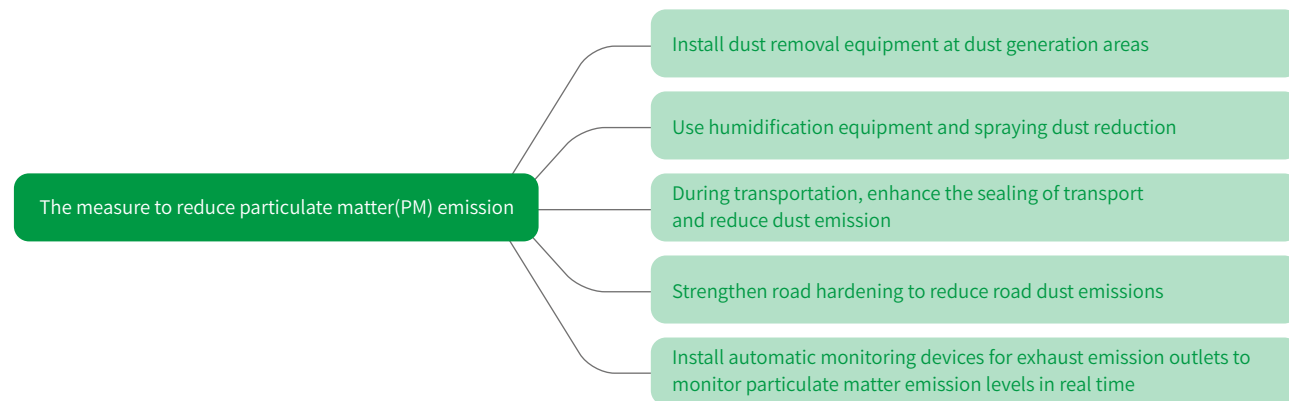 Install dust removal equipment at dust generation areas
Use humidification equipment and spraying dust reduction
The measure to reduce particulate matter(PM) emission
During transportation, enhance the sealing of transport
and reduce dust emission
Strengthen road hardening to reduce road dust emissions
Install automatic monitoring devices for exhaust emission outlets to
monitor particulate matter emission levels in real time